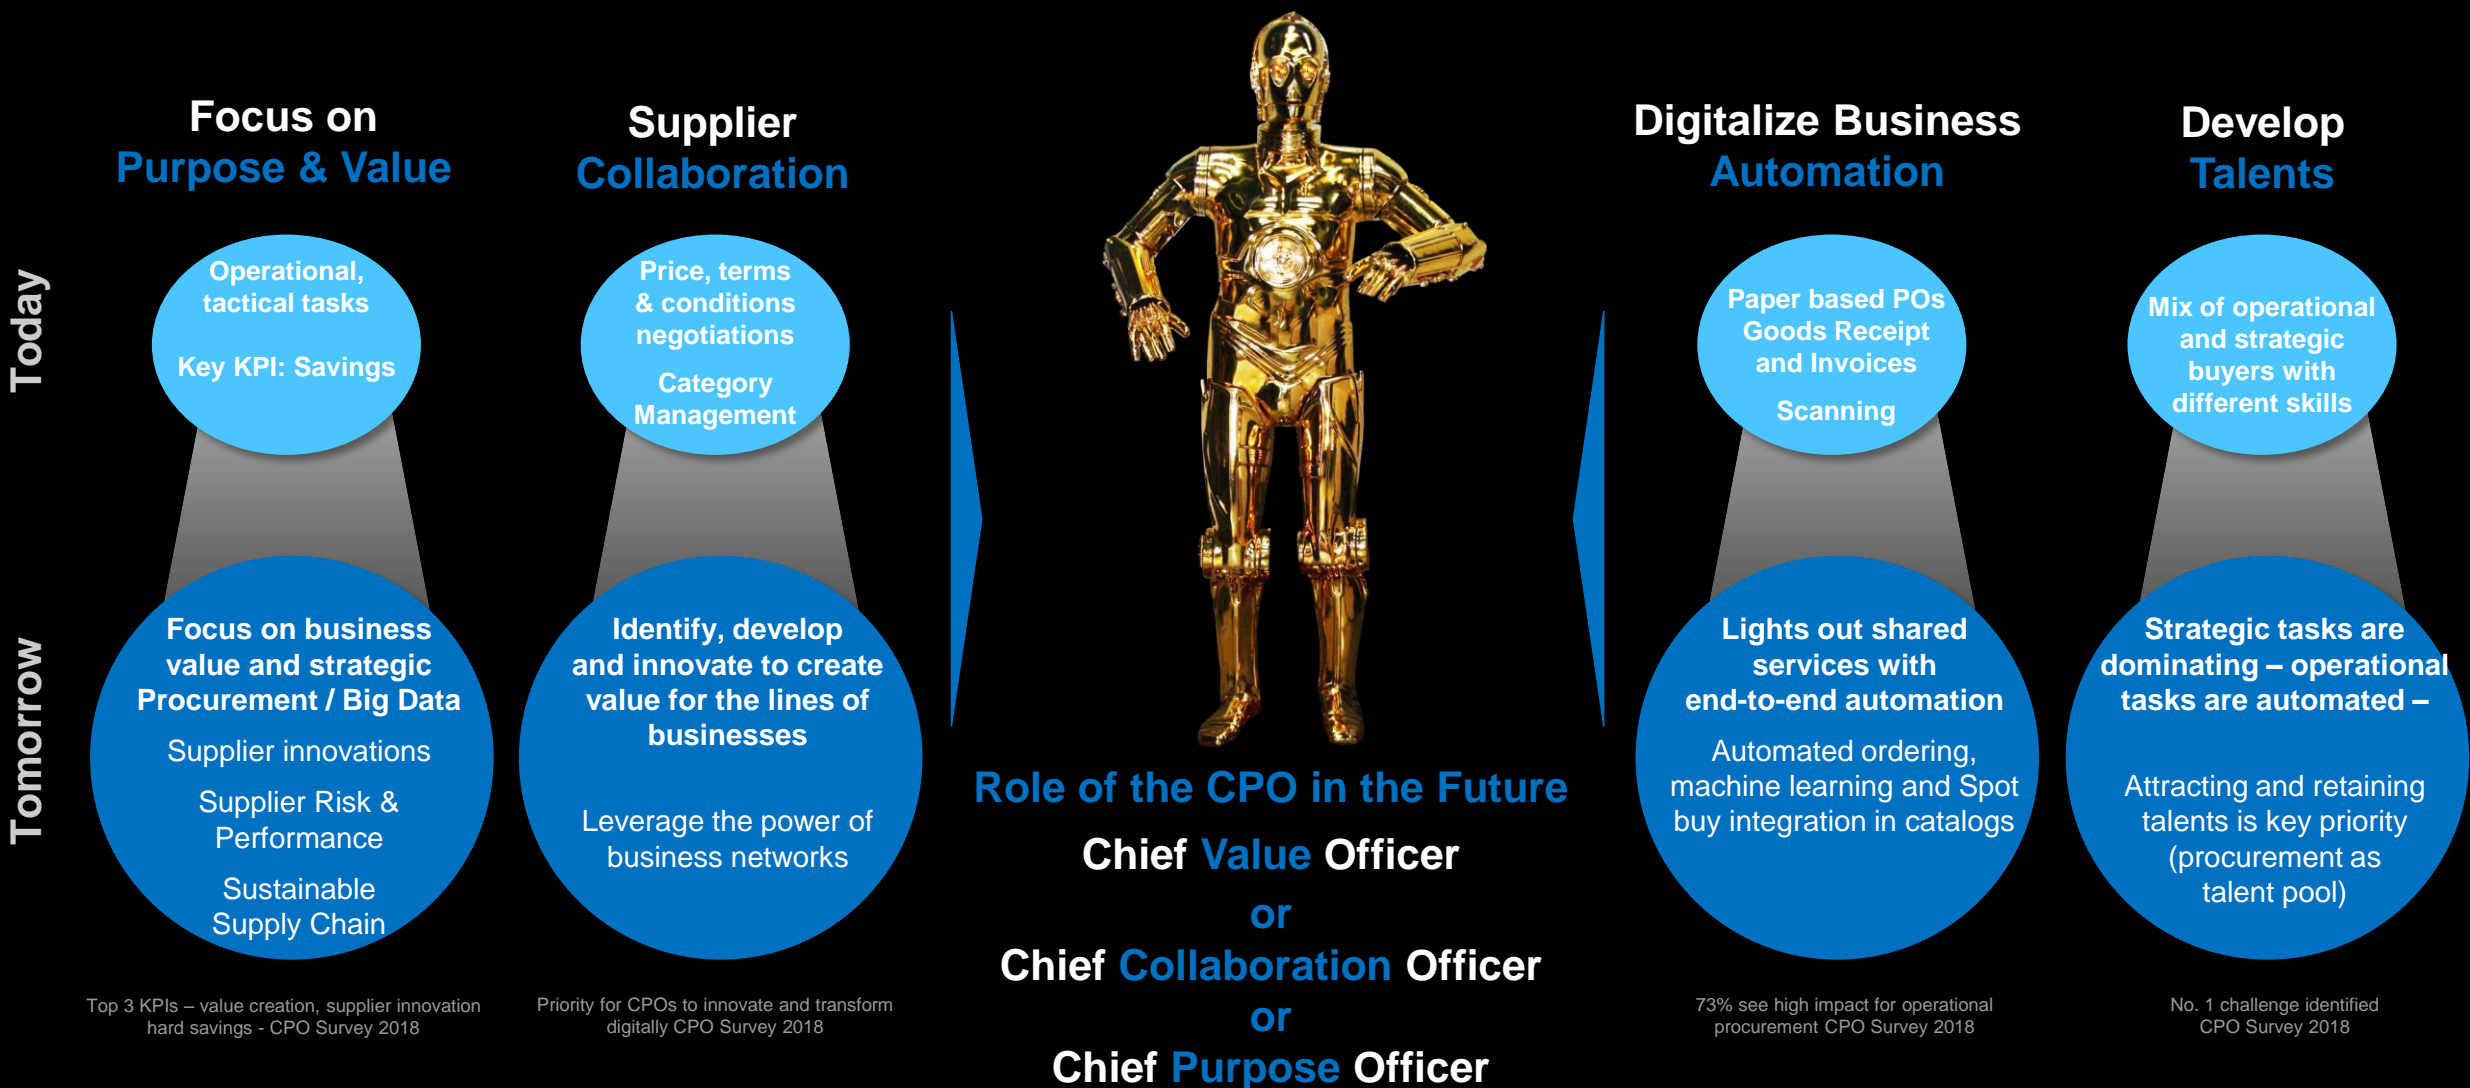 Focus on
Purpose & Value
Supplier
Collaboration
Digitalize Business
Automation
Develop
Talents
Today
Operational,
tactical tasks
Key KPI: Savings
Price, terms
& conditions
negotiations
Category
Management
Paper based POs
Goods Receipt
and Invoices
Scanning
Mix of operational
and strategic
buyers with
different skills
Tomorrow
Focus on business
value and strategic
Procurement / Big Data
Supplier innovations
Supplier Risk &
Performance
Sustainable
Supply Chain
Identify, develop
and innovate to create
value for the lines of
businesses
Leverage the power of
business networks
Lights out shared
services with
end-to-end automation
Automated ordering,
machine learning and Spot
buy integration in catalogs
Strategic tasks are
dominating – operational
tasks are automated –
Attracting and retaining
talents is key priority
(procurement as
talent pool)
Role of the CPO in the Future
Chief Value Officer
or
Chief Collaboration Officer
or
Chief Purpose Officer
Top 3 KPIs – value creation, supplier innovation
hard savings - CPO Survey 2018
Priority for CPOs to innovate and transform
digitally CPO Survey 2018
73% see high impact for operational
procurement CPO Survey 2018
No. 1 challenge identified
CPO Survey 2018